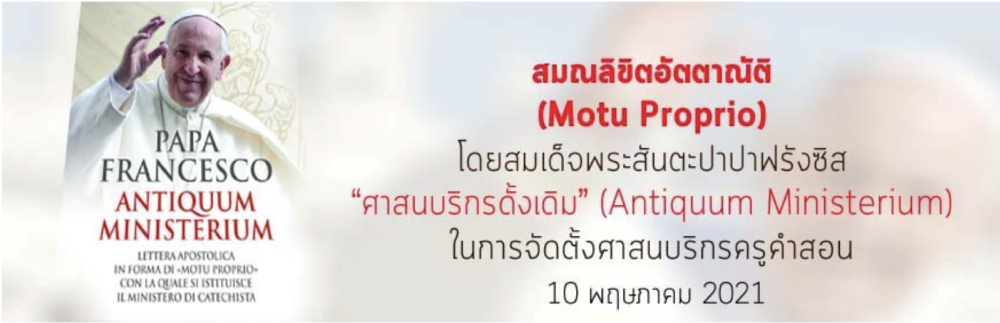 PAPA
FRANCESCO
ANTIQUUM
MINISTERIUM
LETTERA APOSTOLICA
IN FORMA DI «MOTU PROPRIO»
CON LA QUALE SI ISTITUISCE
IL MINISTERO DI CATECHISTA
สมณลิขิตอัตตาณัติ
(Motu Proprio)
โดยสมเด็จพระสันตะปาปาฟรังซิส
“ศาสนบริกรดั้งเดิม” (Antiquum Ministerium)
ในการจัดตั้งศาสนบริกรครูคำสอน
10 พฤษภาคม 2021